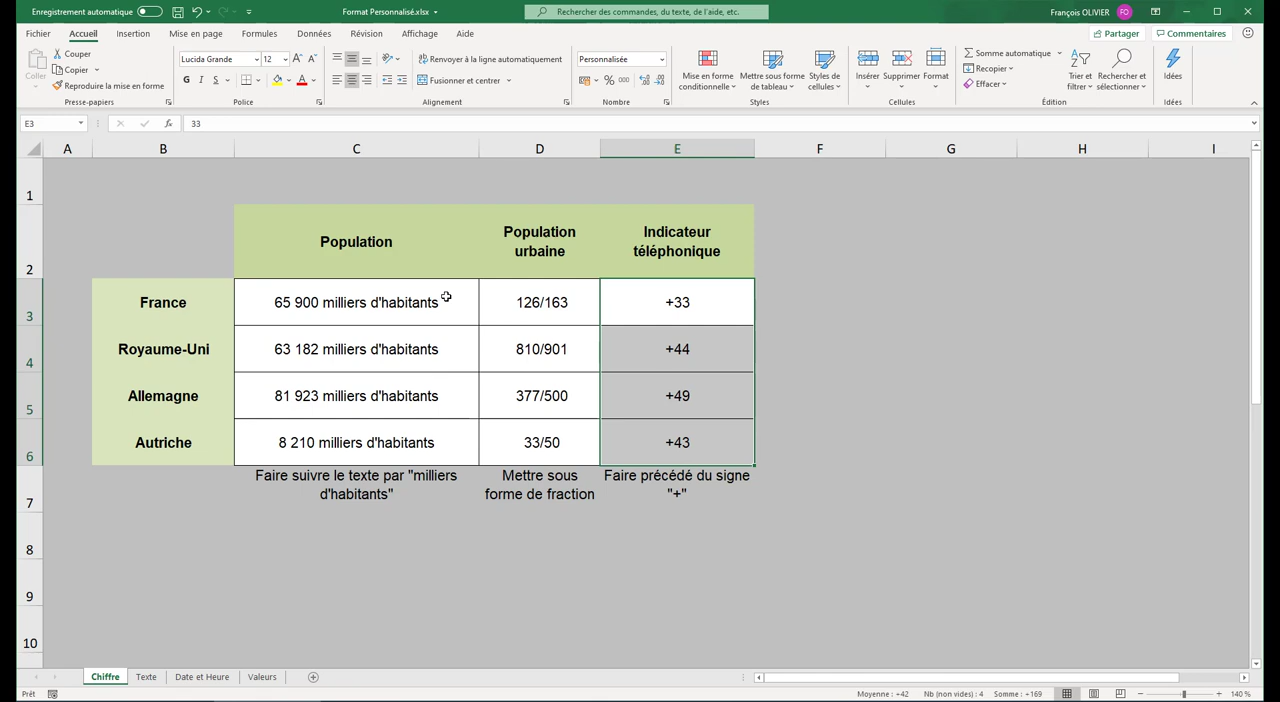 Enregistrement automatique
Format Personnalisé.xlsx
Rechercher des commandes, du texte, de l'aide, etc.
François OLIVIER
FO
Fichier
Accueil
Insertion
Mise en page
Formules
Données
Révision
Affichage
Aide
Partager
Commentaires
Coller
Couper
Copier
Reproduire la mise en forme
Presse-papiers
Lucida Grande
12
G I S
Police
Renvoyer à la ligne automatiquement
Fusionner et centrer
Alignement
Personnalisée
% 000
Nombre
Mise en forme
conditionnelle
Mettre sous forme
de tableau
Styles de
cellules
Styles
Insérer
Supprimer
Format
Cellules
Somme automatique
Recopier
Effacer
Trier et
filtrer
Rechercher et
sélectionner
Édition
Idées
Idées
E3
fx
33
A B C D E F G H I
1
2
Population
Population
urbaine
Indicateur
téléphonique
3
France
65 900 milliers d'habitants
126/163
+33
4
Royaume-Uni
63 182 milliers d'habitants
810/901
+44
5
Allemagne
81 923 milliers d'habitants
377/500
+49
6
Autriche
8 210 milliers d'habitants
33/50
+43
7
Faire suivre le texte par "milliers
d'habitants"
Mettre sous
forme de fraction
Faire précédé du signe
"+"
8
9
10
Chiffre
Texte
Date et Heure
Valeurs
Prêt
Moyenne : +42
Nb (non vides) : 4
Somme : +169
140 %